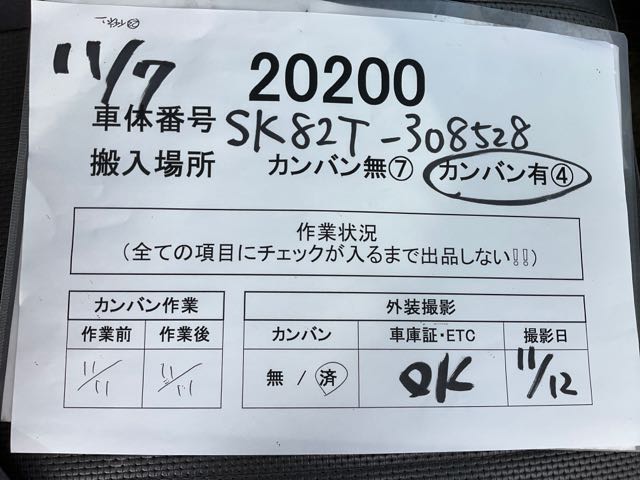 11/7
20200
車体番号 SK82T-308528
搬入場所 カンバン無⑦ カンバン有④
作業状況
(全ての項目にチェックが入るまで出品しない!!)
カンバン作業 外装撮影
作業前 作業後 カンバン 車庫証・ETC 撮影日
11/11 11/11 無 / 済 OK 11/12